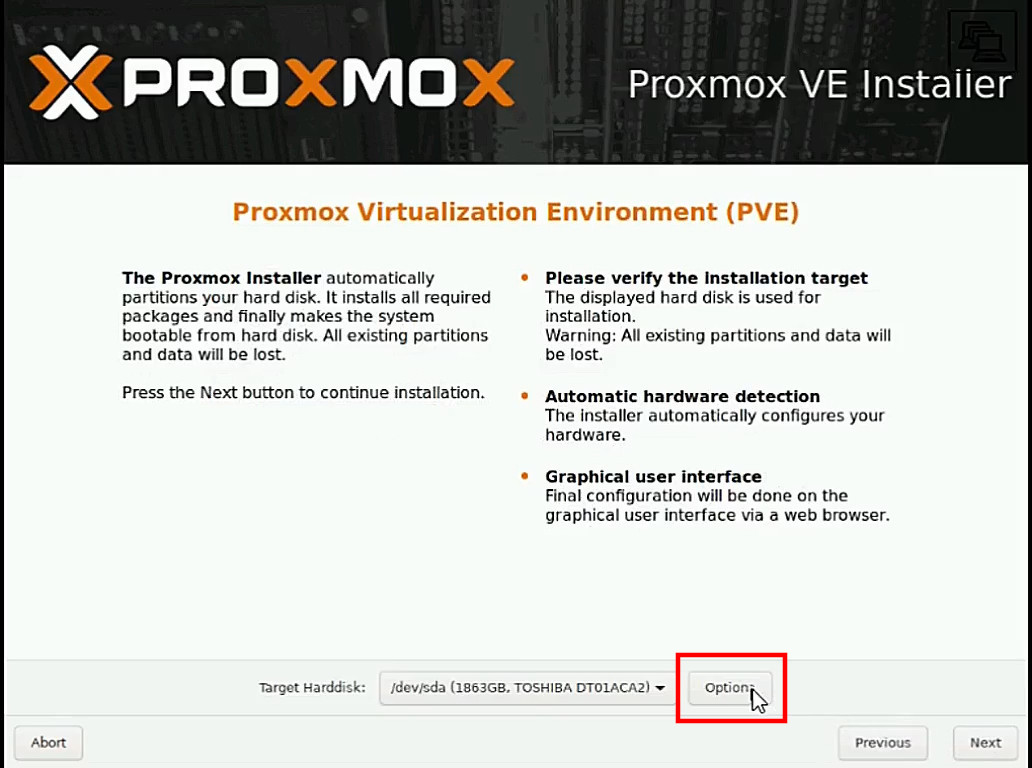 PROXMOX
Proxmox VE Installer
Proxmox Virtualization Environment (PVE)
The Proxmox Installer automatically
partitions your hard disk. It installs all required
packages and finally makes the system
bootable from hard disk. All existing partitions
and data will be lost.
Press the Next button to continue installation.
Please verify the installation target
The displayed hard disk is used for
installation.
Warning: All existing partitions and data will
be lost.
Automatic hardware detection
The installer automatically configures your
hardware.
Graphical user interface
Final configuration will be done on the
graphical user interface via a web browser.
Target Harddisk: /dev/sda (1863GB, TOSHIBA DT01ACA2) Options
Abort Previous Next